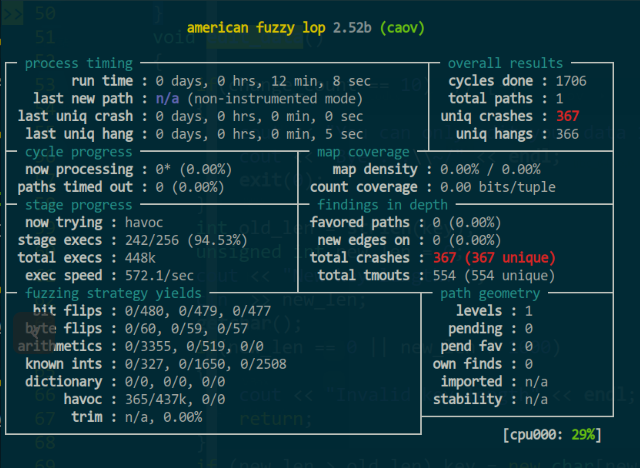 >> 50 }
american fuzzy lop 2.52b (caov)
51 void
process timing
run time : 0 days, 0 hrs, 12 min, 8 sec
last new path : n/a (non-instrumented mode)
last uniq crash : 0 days, 0 hrs, 0 min, 0 sec
last uniq hang : 0 days, 0 hrs, 0 min, 5 sec
overall results
cycles done : 1706
total paths : 1
uniq crashes : 367
uniq hangs : 366
cycle progress
now processing : 0* (0.00%)
paths timed out : 0 (0.00%)
map coverage
map density : 0.00% / 0.00%
count coverage : 0.00 bits/tuple
stage progress
now trying : havoc
stage execs : 242/256 (94.53%)
total execs : 448k
exec speed : 572.1/sec
findings in depth
favored paths : 0 (0.00%)
new edges on : 0 (0.00%)
total crashes : 367 (367 unique)
total tmouts : 554 (554 unique)
fuzzing strategy yields
bit flips : 0/480, 0/479, 0/477
byte flips : 0/60, 0/59, 0/57
arithmetics : 0/3355, 0/519, 0/0
known ints : 0/327, 0/1650, 0/2508
dictionary : 0/0, 0/0, 0/0
havoc : 365/437k, 0/0
trim : n/a, 0.00%
path geometry
levels : 1
pending : 0
pend fav : 0
own finds : 0
imported : n/a
stability : n/a
67 return;
68 }
69
[cpu000: 29%]